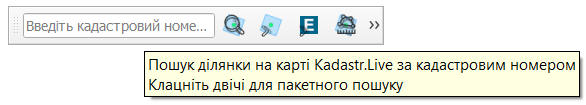 Введіть кадастровий номе...
E
Пошук ділянки на карті Kadastr.Live за кадастровим номером
Клацніть двічі для пакетного пошуку